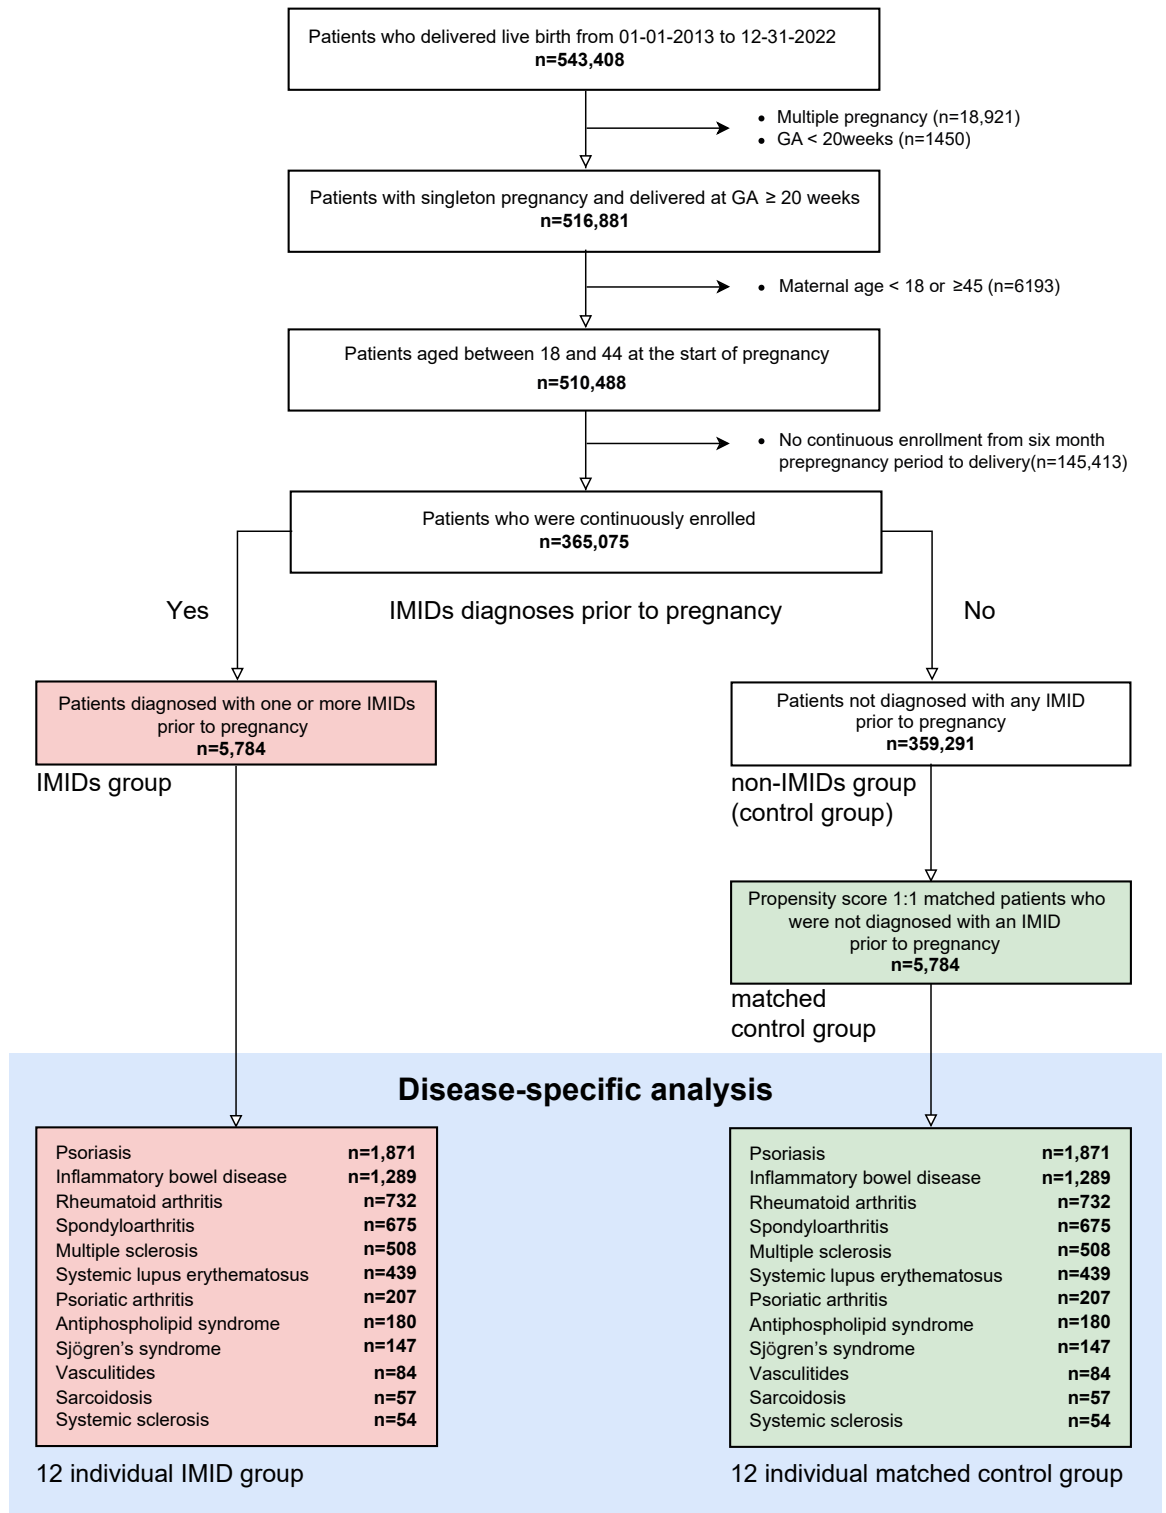 Patients who delivered live birth from 01-01-2013 to 12-31-2022
n=543,408
• Multiple pregnancy (n=18,921)
• GA < 20weeks (n=1450)
Patients with singleton pregnancy and delivered at GA ≥ 20 weeks
n=516,881
• Maternal age < 18 or ≥45 (n=6193)
Patients aged between 18 and 44 at the start of pregnancy
n=510,488
• No continuous enrollment from six month
prepregnancy period to delivery(n=145,413)
Patients who were continuously enrolled
n=365,075
Yes
IMIDs diagnoses prior to pregnancy
No
Patients diagnosed with one or more IMIDs
prior to pregnancy
n=5,784
IMIDs group
Patients not diagnosed with any IMID
prior to pregnancy
n=359,291
non-IMIDs group
(control group)
Propensity score 1:1 matched patients who
were not diagnosed with an IMID
prior to pregnancy
n=5,784
matched
control group
Disease-specific analysis
Psoriasis n=1,871
Inflammatory bowel disease n=1,289
Rheumatoid arthritis n=732
Spondyloarthritis n=675
Multiple sclerosis n=508
Systemic lupus erythematosus n=439
Psoriatic arthritis n=207
Antiphospholipid syndrome n=180
Sjögren's syndrome n=147
Vasculitides n=84
Sarcoidosis n=57
Systemic sclerosis n=54
12 individual IMID group
Psoriasis n=1,871
Inflammatory bowel disease n=1,289
Rheumatoid arthritis n=732
Spondyloarthritis n=675
Multiple sclerosis n=508
Systemic lupus erythematosus n=439
Psoriatic arthritis n=207
Antiphospholipid syndrome n=180
Sjögren's syndrome n=147
Vasculitides n=84
Sarcoidosis n=57
Systemic sclerosis n=54
12 individual matched control group